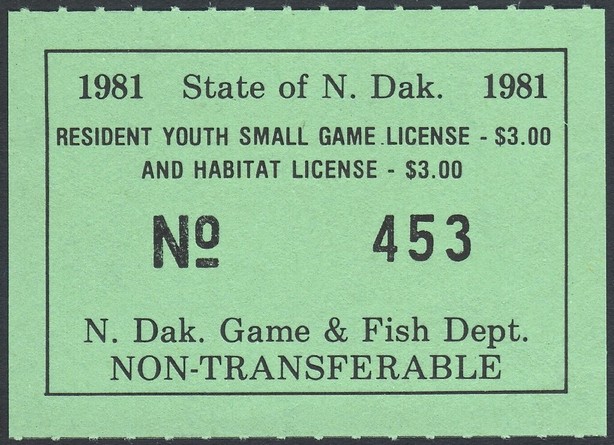 1981 State of N. Dak. 1981
RESIDENT YOUTH SMALL GAME LICENSE - $3.00
AND HABITAT LICENSE - $3.00
No 453
N. Dak. Game & Fish Dept.
NON-TRANSFERABLE